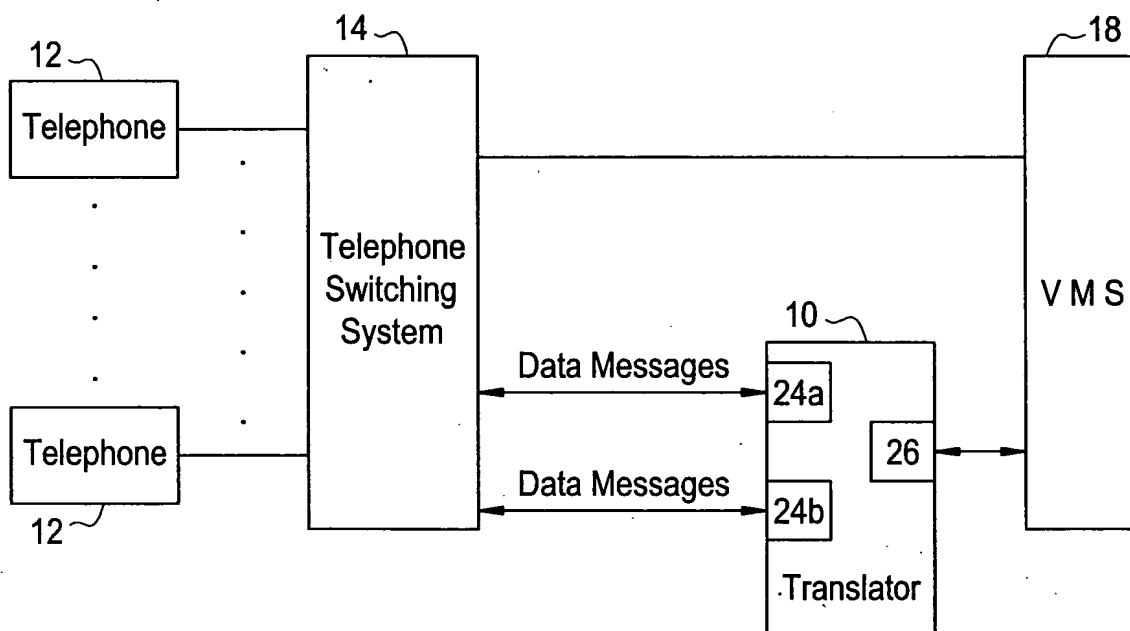 12
Telephone
Telephone
12
14
Telephone
Switching
System
Data Messages
Data Messages
10
24a
26
24b
Translator
18
V M S